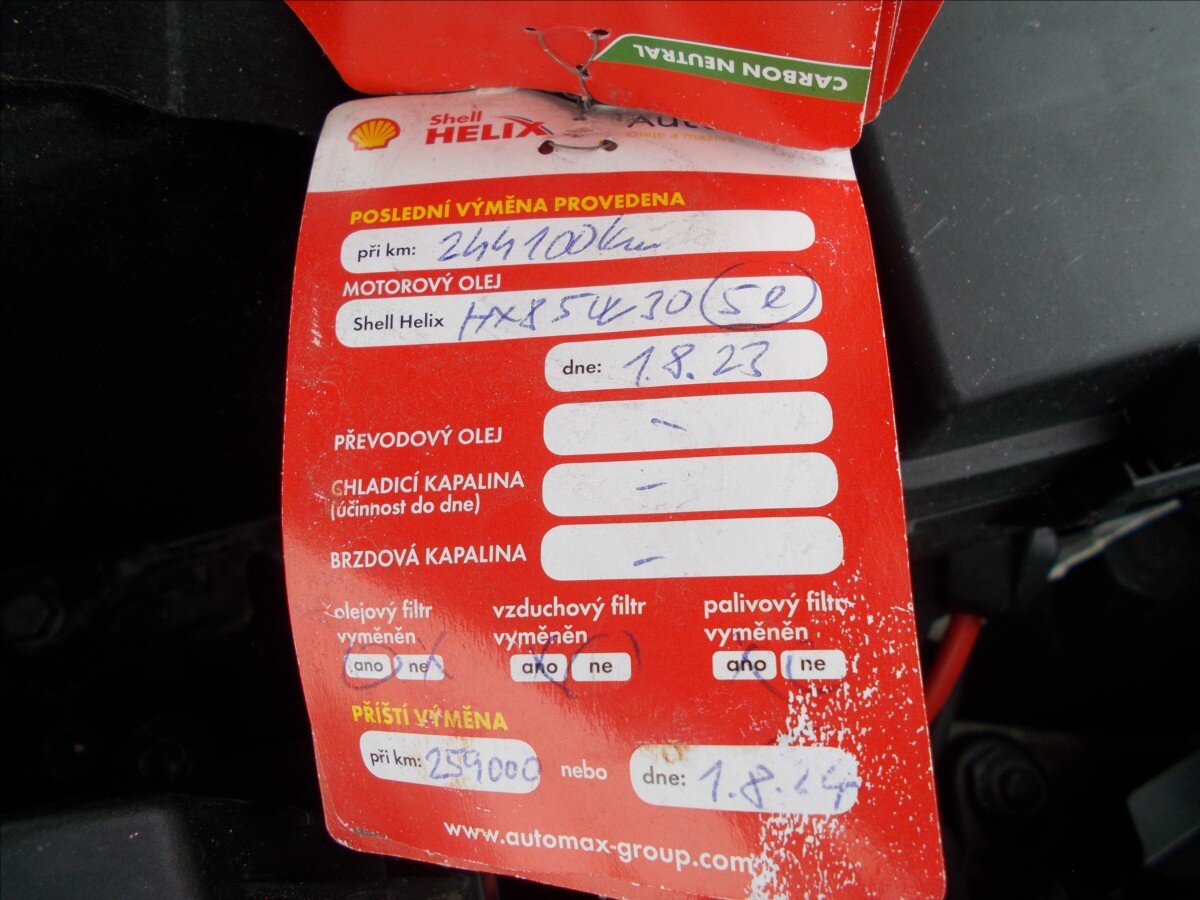 CARBON NEUTRAL
Shell
HELIX
Oleje a maziva
POSLEDNÍ VÝMĚNA PROVEDENA
při km: 244100km
MOTOROVÝ OLEJ
Shell Helix HX8 5W30 5l
dne: 1.8.23
PŘEVODOVÝ OLEJ -
CHLADICÍ KAPALINA -
(účinnost do dne)
BRZDOVÁ KAPALINA -
olejový filtr vzduchový filtr palivový filtr
vyměněn vyměněn vyměněn
ano ne ano ne ano ne
PŘÍŠTÍ VÝMĚNA
při km: 259000 nebo dne: 1.8.24
www.automax-group.com